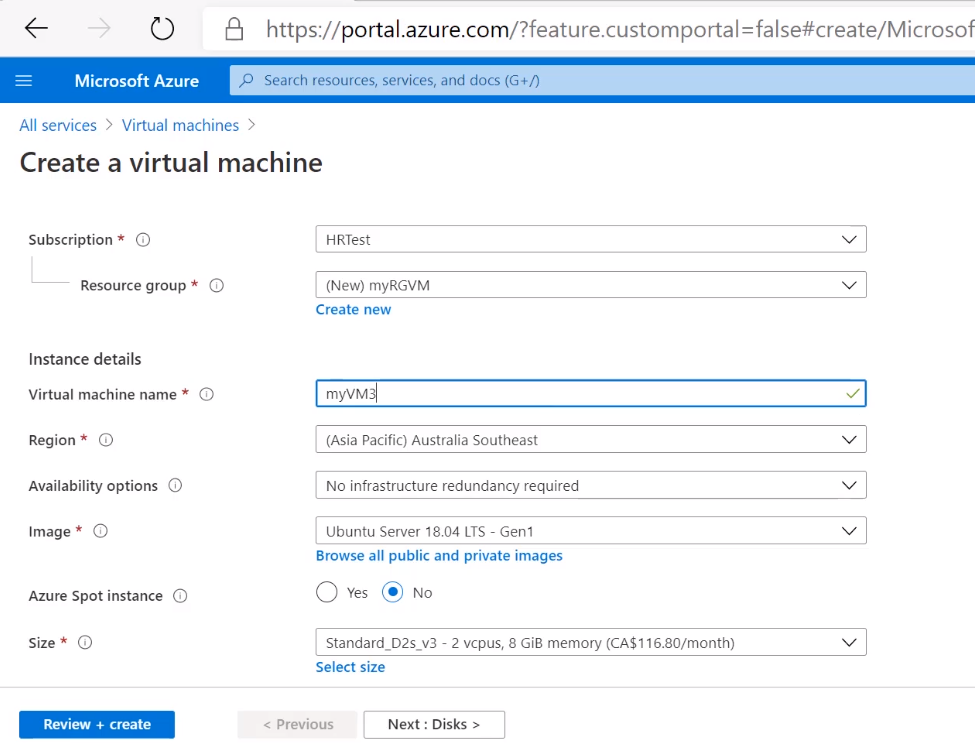 https://portal.azure.com/?feature.customportal=false#create/Microsof
Microsoft Azure
Search resources, services, and docs (G+/)
All services > Virtual machines >
Create a virtual machine
Subscription *
HRTest
Resource group *
(New) myRGVM
Create new
Instance details
Virtual machine name *
myVM3
Region *
(Asia Pacific) Australia Southeast
Availability options
No infrastructure redundancy required
Image *
Ubuntu Server 18.04 LTS - Gen1
Browse all public and private images
Azure Spot instance
Yes No
Size *
Standard_D2s_v3 - 2 vcpus, 8 GiB memory (CA$116.80/month)
Select size
Review + create
< Previous
Next : Disks >